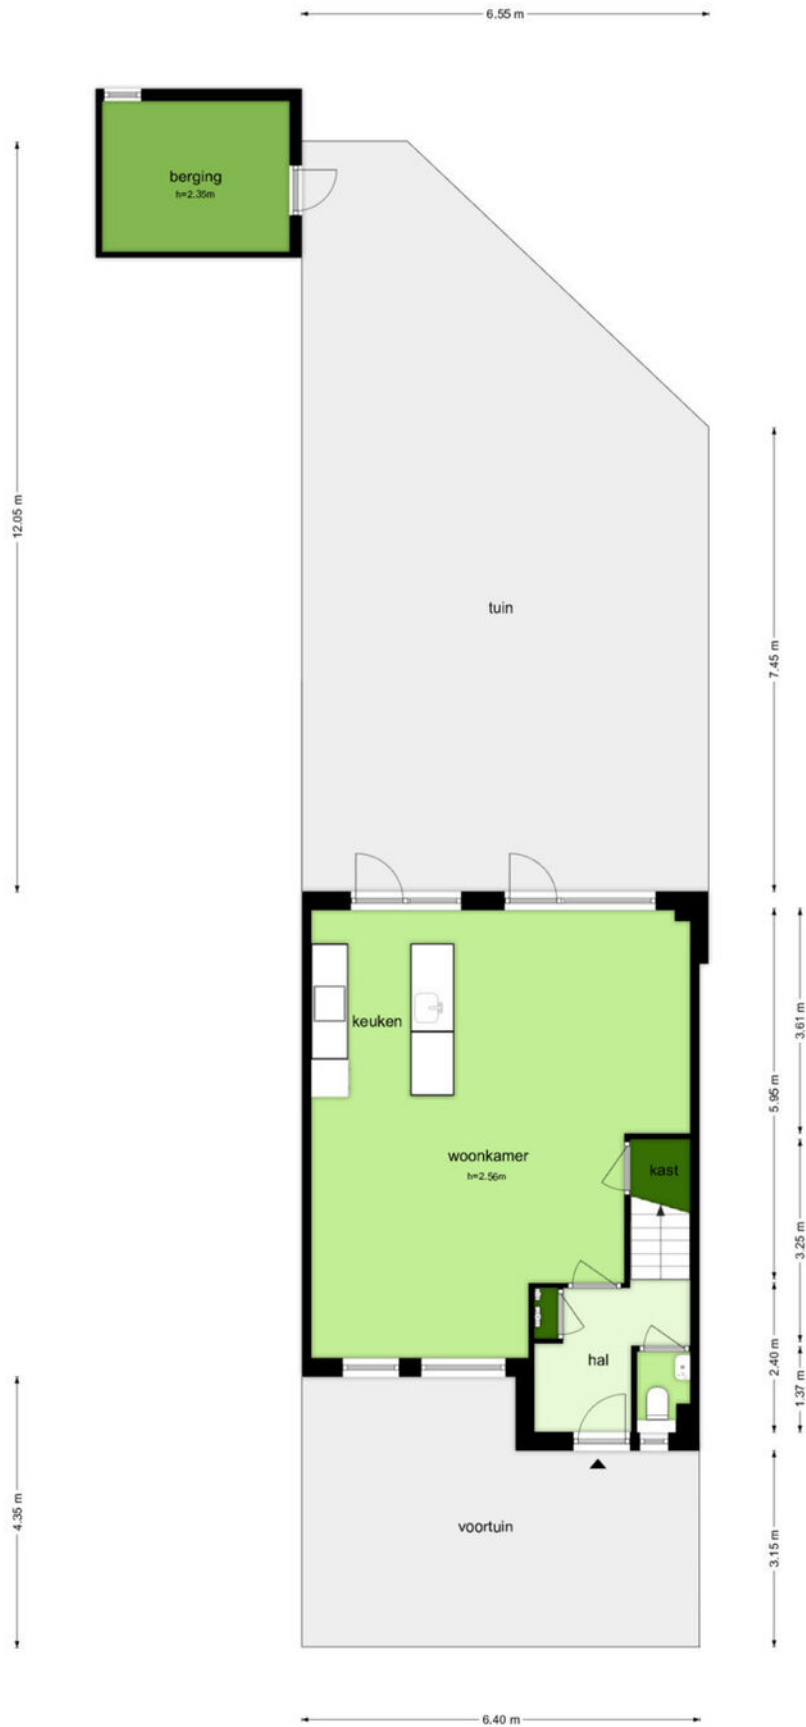 6.55 m
berging
h=2.35m
12.05 m
tuin
7.45 m
keuken
3.61 m
5.95 m
woonkamer
h=2.56m
kast
3.25 m
hal
2.40 m
1.37 m
4.35 m
voortuin
3.15 m
6.40 m